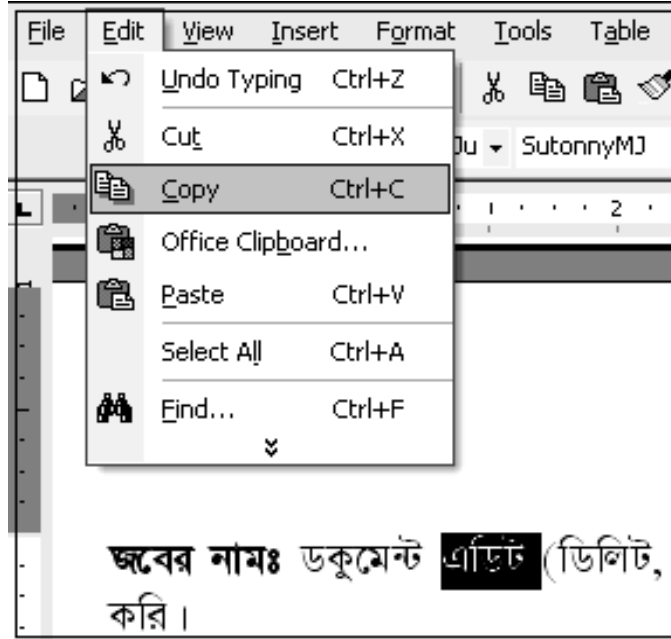 File Edit View Insert Format Tools Table
Undo Typing Ctrl+Z
Cut Ctrl+X
SutonnyMJ
Copy Ctrl+C
2
Office Clipboard...
Paste Ctrl+V
Select All Ctrl+A
Find... Ctrl+F
জবের নামঃ ডকুমেন্ট এডিট (ডিলিট,
করি।